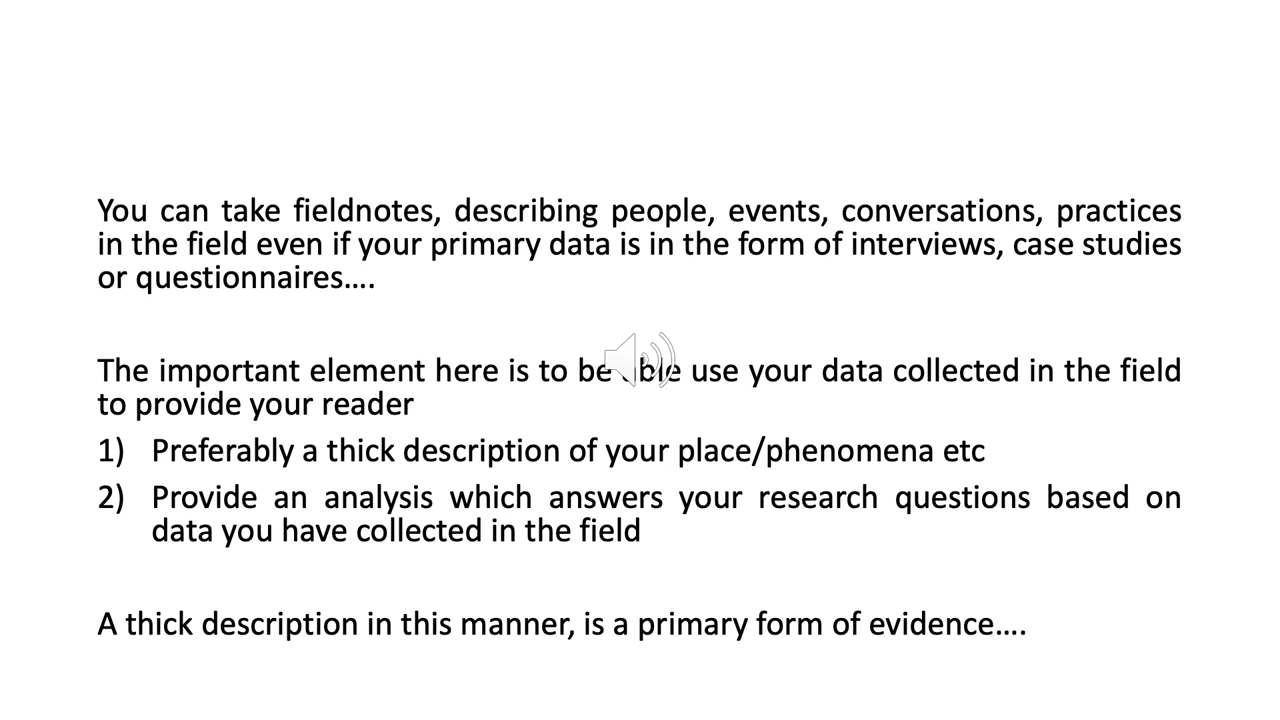 You can take fieldnotes, describing people, events, conversations, practices
in the field even if your primary data is in the form of interviews, case studies
or questionnaires....
The important element here is to be able use your data collected in the field
to provide your reader
1) Preferably a thick description of your place/phenomena etc
2) Provide an analysis which answers your research questions based on
data you have collected in the field
A thick description in this manner, is a primary form of evidence....